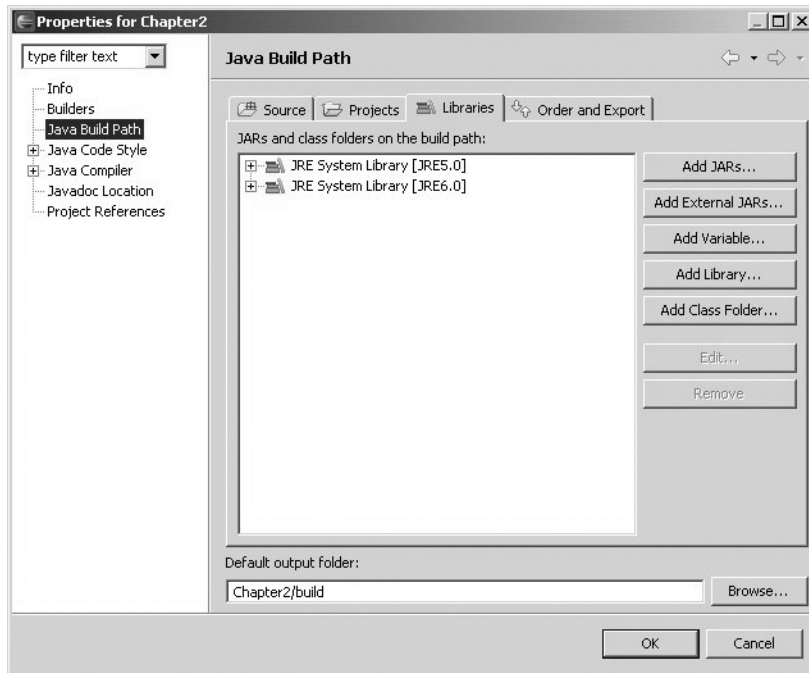 Properties for Chapter2
type filter text
Java Build Path
Info
Builders
Java Build Path
Java Code Style
Java Compiler
Javadoc Location
Project References
Source
Projects
Libraries
Order and Export
JARs and class folders on the build path:
JRE System Library [JRE5.0]
JRE System Library [JRE6.0]
Add JARs...
Add External JARs...
Add Variable...
Add Library...
Add Class Folder...
Edit...
Remove
Default output folder:
Chapter2/build
Browse...
OK
Cancel